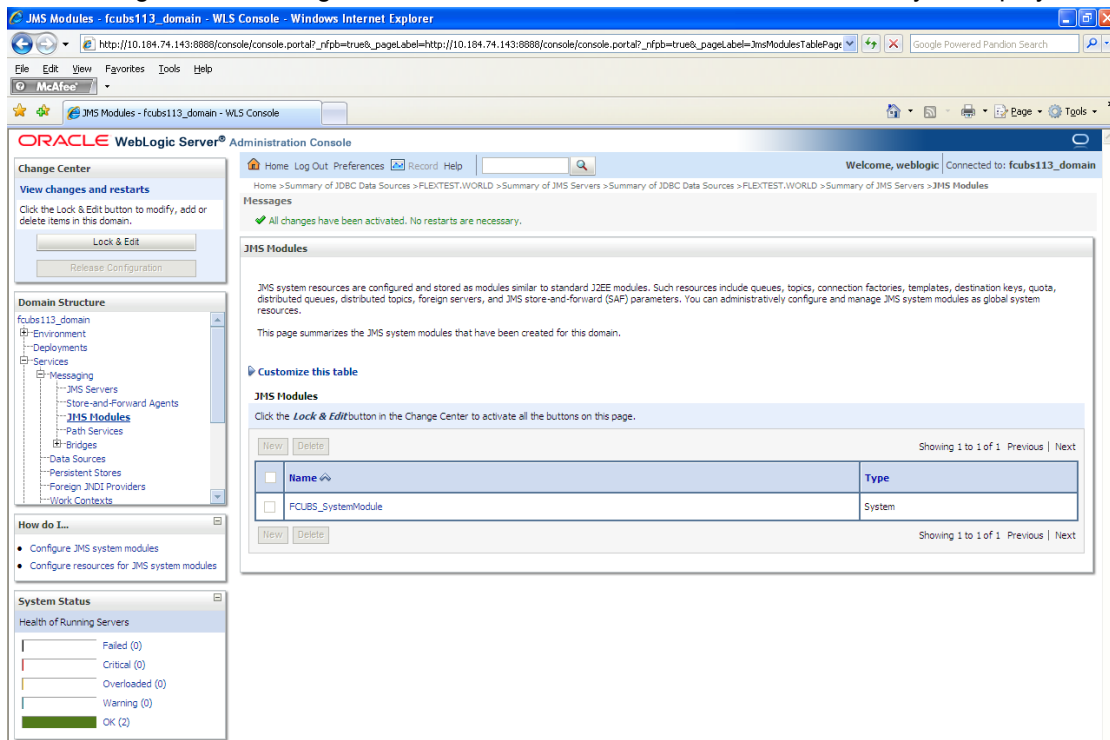 JMS Modules - fcubs113_domain - WLS Console - Windows Internet Explorer
http://10.184.74.143:8888/console/console.portal?_nfpb=true&_pageLabel=http://10.184.74.143:8888/console/console.portal?_nfpb=true&_pageLabel=JmsModulesTablePage
Google Powered Pandion Search
File Edit View Favorites Tools Help
McAfee
JMS Modules - fcubs113_domain - WLS Console
Page Tools
ORACLE WebLogic Server® Administration Console
Change Center
View changes and restarts
Click the Lock & Edit button to modify, add or
delete items in this domain.
Lock & Edit
Release Configuration
Domain Structure
fcubs113_domain
Environment
Deployments
Services
Messaging
JMS Servers
Store-and-Forward Agents
JMS Modules
Path Services
Bridges
Data Sources
Persistent Stores
Foreign JNDI Providers
Work Contexts
How do I...
Configure JMS system modules
Configure resources for JMS system modules
System Status
Health of Running Servers
Failed (0)
Critical (0)
Overloaded (0)
Warning (0)
OK (2)
Home Log Out Preferences Record Help
Welcome, weblogic Connected to: fcubs113_domain
Home >Summary of JDBC Data Sources >FLEXTEST.WORLD >Summary of JMS Servers >Summary of JDBC Data Sources >FLEXTEST.WORLD >Summary of JMS Servers >JMS Modules
Messages
All changes have been activated. No restarts are necessary.
JMS Modules
JMS system resources are configured and stored as modules similar to standard J2EE modules. Such resources include queues, topics, connection factories, templates, destination keys, quota,
distributed queues, distributed topics, foreign servers, and JMS store-and-forward (SAF) parameters. You can administratively configure and manage JMS system modules as global system
resources.
This page summarizes the JMS system modules that have been created for this domain.
Customize this table
JMS Modules
Click the Lock & Edit button in the Change Center to activate all the buttons on this page.
New Delete
Showing 1 to 1 of 1 Previous | Next
Name Type
FCUBS_SystemModule System
New Delete
Showing 1 to 1 of 1 Previous | Next